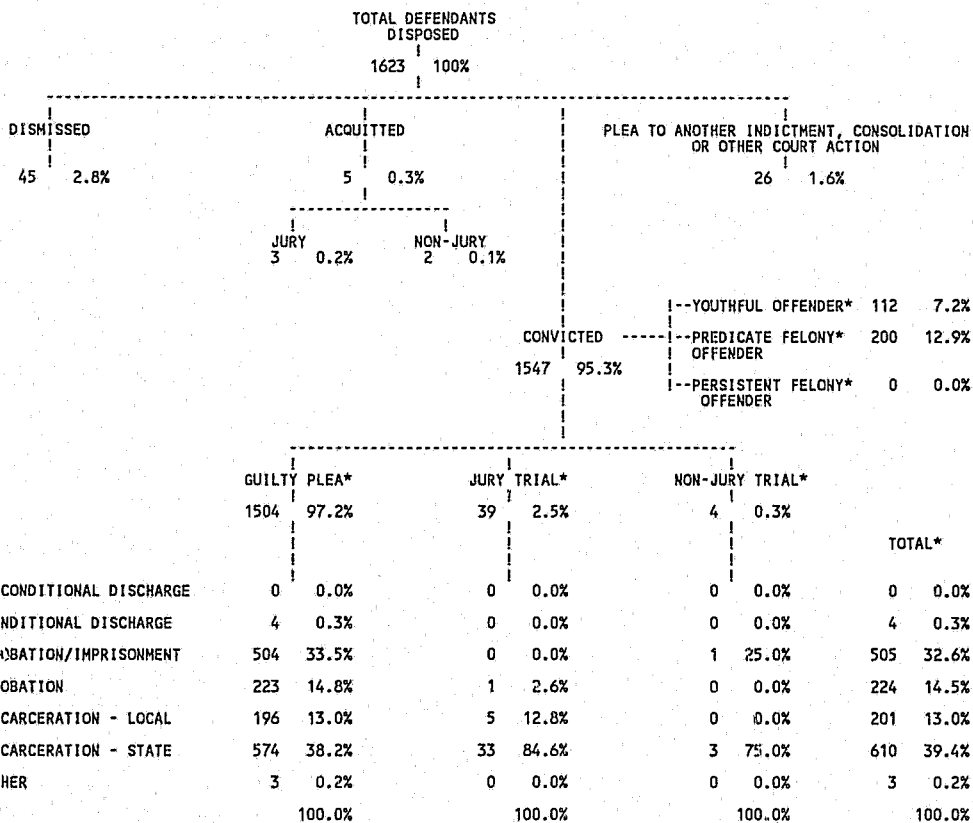 TOTAL DEFENDANTS
DISPOSED
1623 100%
DISMISSED ACQUITTED PLEA TO ANOTHER INDICTMENT, CONSOLIDATION
OR OTHER COURT ACTION
45 2.8% 5 0.3% 26 1.6%
JURY NON-JURY
3 0.2% 2 0.1%
--YOUTHFUL OFFENDER* 112 7.2%
CONVICTED ------!--PREDICATE FELONY* 200 12.9%
OFFENDER
1547 95.3%
--PERSISTENT FELONY* 0 0.0%
OFFENDER
GUILTY PLEA* JURY TRIAL* NON-JURY TRIAL*
1504 97.2% 39 2.5% 4 0.3%
TOTAL*
CONDITIONAL DISCHARGE 0 0.0% 0 0.0% 0 0.0% 0 0.0%
NDITIONAL DISCHARGE 4 0.3% 0 0.0% 0 0.0% 4 0.3%
OBATION/IMPRISONMENT 504 33.5% 0 0.0% 1 25.0% 505 32.6%
OBATION 223 14.8% 1 2.6% 0 0.0% 224 14.5%
CARCERATION - LOCAL 196 13.0% 5 12.8% 0 0.0% 201 13.0%
CARCERATION - STATE 574 38.2% 33 84.6% 3 75.0% 610 39.4%
HER 3 0.2% 0 0.0% 0 0.0% 3 0.2%
100.0% 100.0% 100.0% 100.0%